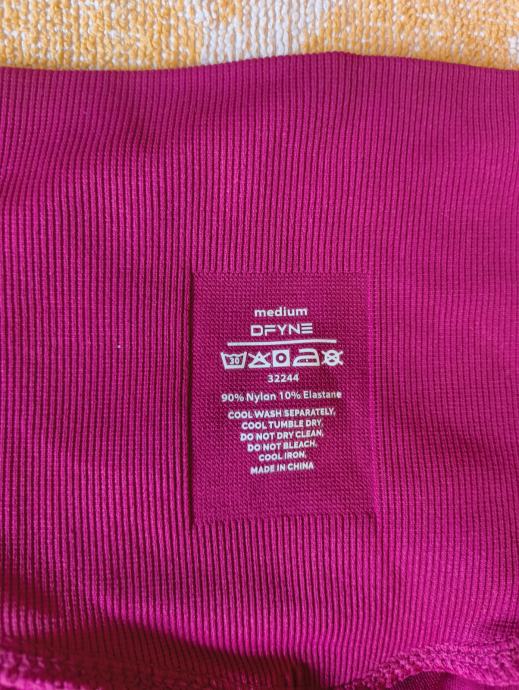 medium
DFYNE
30
32244
90% Nylon 10% Elastane
COOL WASH SEPARATELY,
COOL TUMBLE DRY,
DO NOT DRY CLEAN,
DO NOT BLEACH,
COOL IRON,
MADE IN CHINA